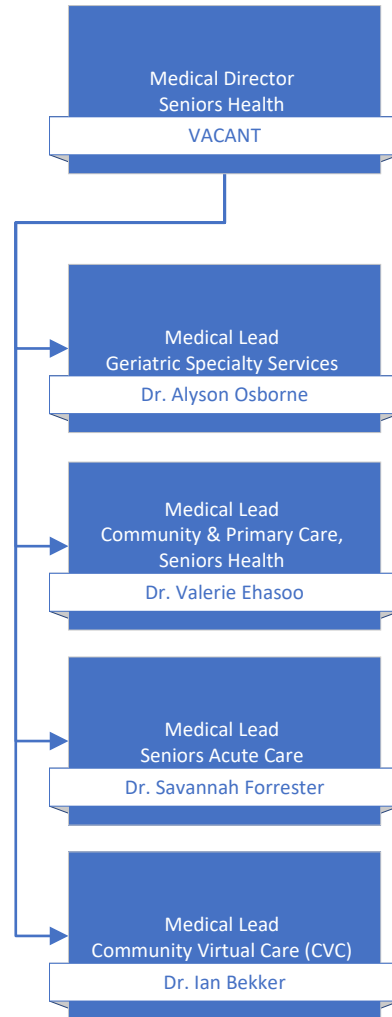 Medical Director
Seniors Health
VACANT
Medical Lead
Geriatric Specialty Services
Dr. Alyson Osborne
Medical Lead
Community & Primary Care,
Seniors Health
Dr. Valerie Ehasoo
Medical Lead
Seniors Acute Care
Dr. Savannah Forrester
Medical Lead
Community Virtual Care (CVC)
Dr. Ian Bekker